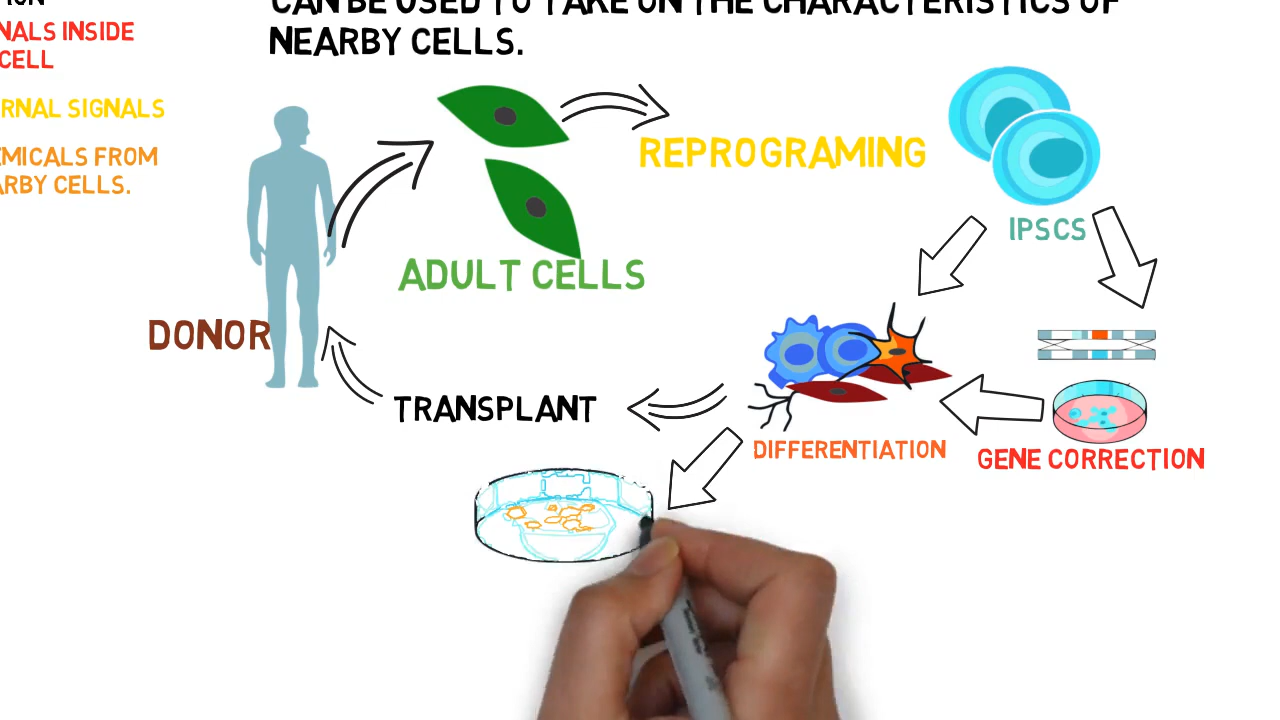 CAN BE USED TO TAKE ON THE CHARACTERISTICS OF
NEARBY CELLS.
NALS INSIDE
CELL
RNAL SIGNALS
EMICALS FROM
ARBY CELLS.
REPROGRAMING
IPSCS
ADULT CELLS
DONOR
TRANSPLANT
DIFFERENTIATION
GENE CORRECTION